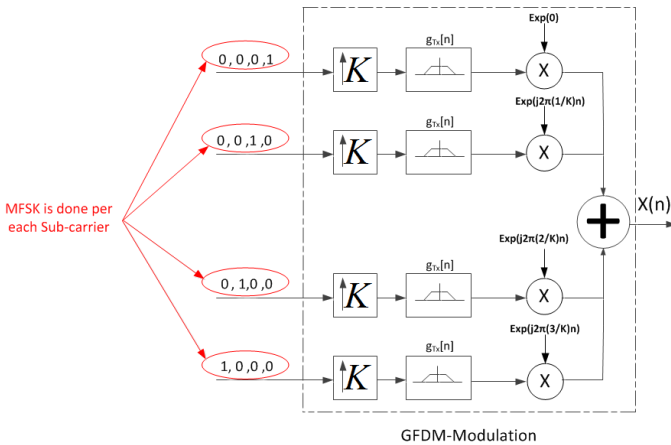 Exp(0)
0, 0, 0, 1
K
gTx[n]
X
Exp(j2π(1/K)n)
0, 0, 1, 0
K
gTx[n]
X
MFSK is done per
each Sub-carrier
+
X(n)
Exp(j2π(2/K)n)
0, 1, 0, 0
K
gTx[n]
X
Exp(j2π(3/K)n)
1, 0, 0, 0
K
gTx[n]
X
GFDM-Modulation